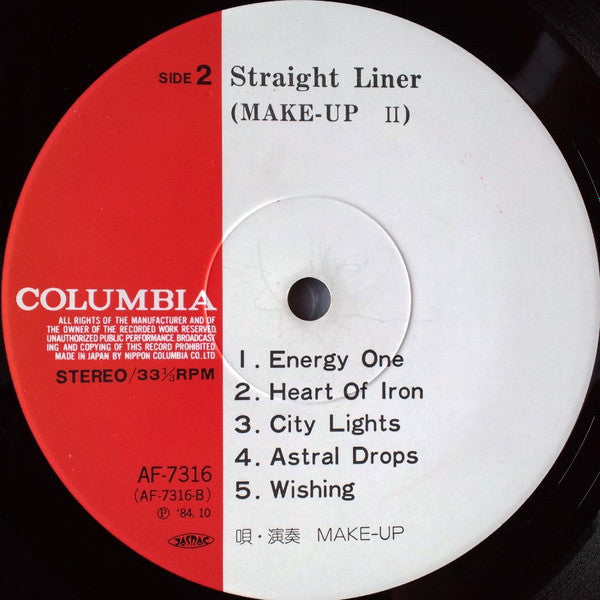 SIDE 2 Straight Liner
(MAKE-UP II)
COLUMBIA
ALL RIGHTS OF THE MANUFACTURER AND OF
THE OWNER OF THE RECORDED WORK RESERVED.
UNAUTHORIZED PUBLIC PERFORMANCE. BROADCAST
ING AND COPYING OF THIS RECORD PROHIBITED.
MADE IN JAPAN BY NIPPON COLUMBIA CO. LTD.
STEREO/33⅓RPM
1. Energy One
2. Heart Of Iron
3. City Lights
4. Astral Drops
5. Wishing
AF-7316
(AF-7316-B)
Ⓟ '84. 10
JASRAC
唄・演奏 MAKE-UP